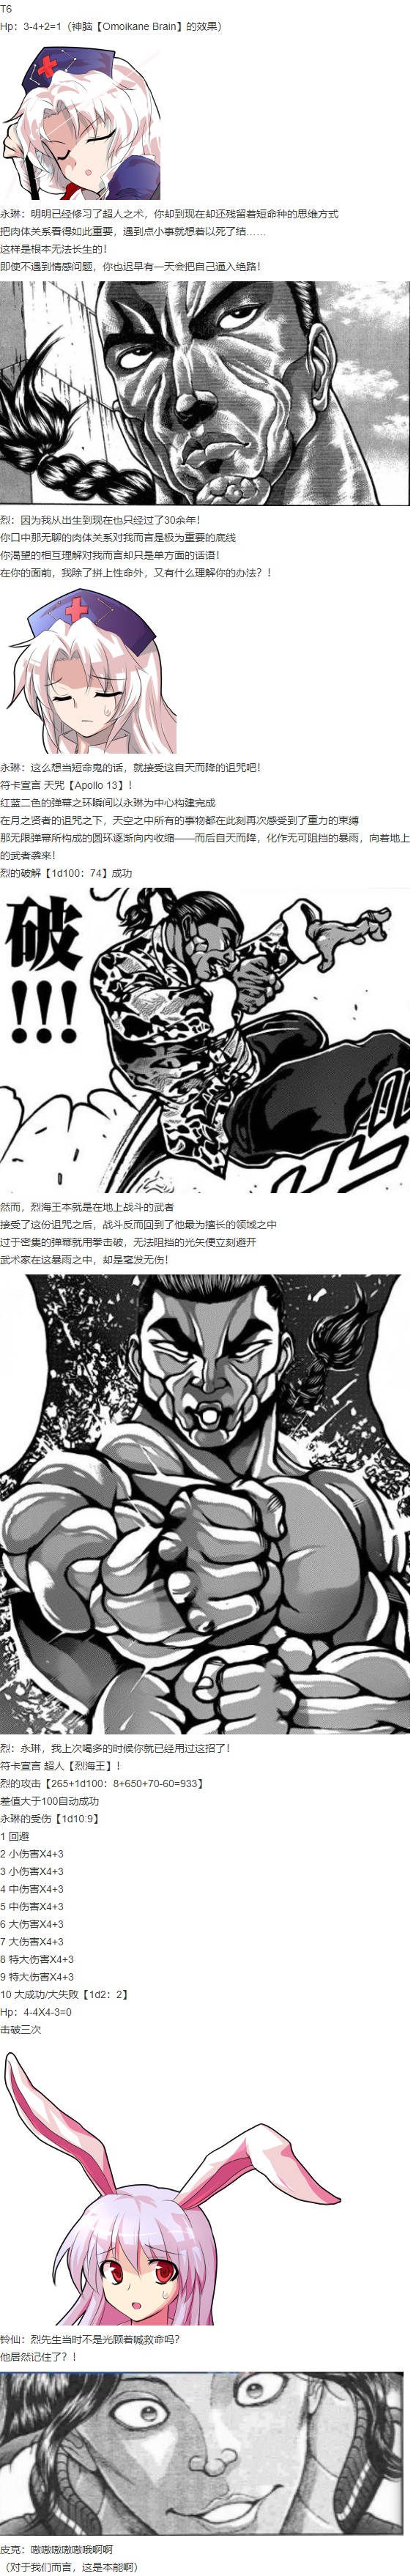 T6
Hp：3-4+2=1（神脑【Omoikane Brain】的效果）
永琳：明明已经修习了超人之术，你却到现在却还残留着短命种的思维方式
把肉体关系看得如此重要，遇到点小事就想着以死了结……
这样是根本无法长生的！
即使不遇到情感问题，你也迟早有一天会把自己逼入绝路！
烈：因为我从出生到现在也只经过了30余年！
你口中那无聊的肉体关系对我而言是极为重要的底线
你渴望的相互理解对我而言却只是单方面的话语！
在你的面前，我除了拼上性命外，又有什么理解你的办法？！
永琳：这么想当短命鬼的话，就接受这自天而降的诅咒吧！
符卡宣言 天咒【Apollo 13】！
红蓝二色的弹幕之环瞬间以永琳为中心构建完成
在月之贤者的诅咒之下，天空之中所有的事物都在此刻再次感受到了重力的束缚
那无限弹幕所构成的圆环逐渐向内收缩——而后自天而降，化作无可阻挡的暴雨，向着地上
的武者袭来！
烈的破解【1d100：74】成功
破
!!!
然而，烈海王本就是在地上战斗的武者
接受了这份诅咒之后，战斗反而回到了他最为擅长的领域之中
过于密集的弹幕就用拳击破，无法阻挡的光矢便立刻避开
武术家在这暴雨之中，却是毫发无伤！
烈：永琳，我上次喝多的时候你就已经用过这招了！
符卡宣言 超人【烈海王】！
烈的攻击【265+1d100：8+650+70-60=933】
差值大于100自动成功
永琳的受伤【1d10:9】
1 回避
2 小伤害X4+3
3 小伤害X4+3
4 中伤害X4+3
5 中伤害X4+3
6 大伤害X4+3
7 大伤害X4+3
8 特大伤害X4+3
9 特大伤害X4+3
10 大成功/大失败【1d2：2】
Hp：4-4X4-3=0
击破三次
铃仙：烈先生当时不是光顾着喊救命吗？
他居然记住了？！
皮克：嗷嗷嗷嗷嗷哦啊啊
（对于我们而言，这是本能啊）